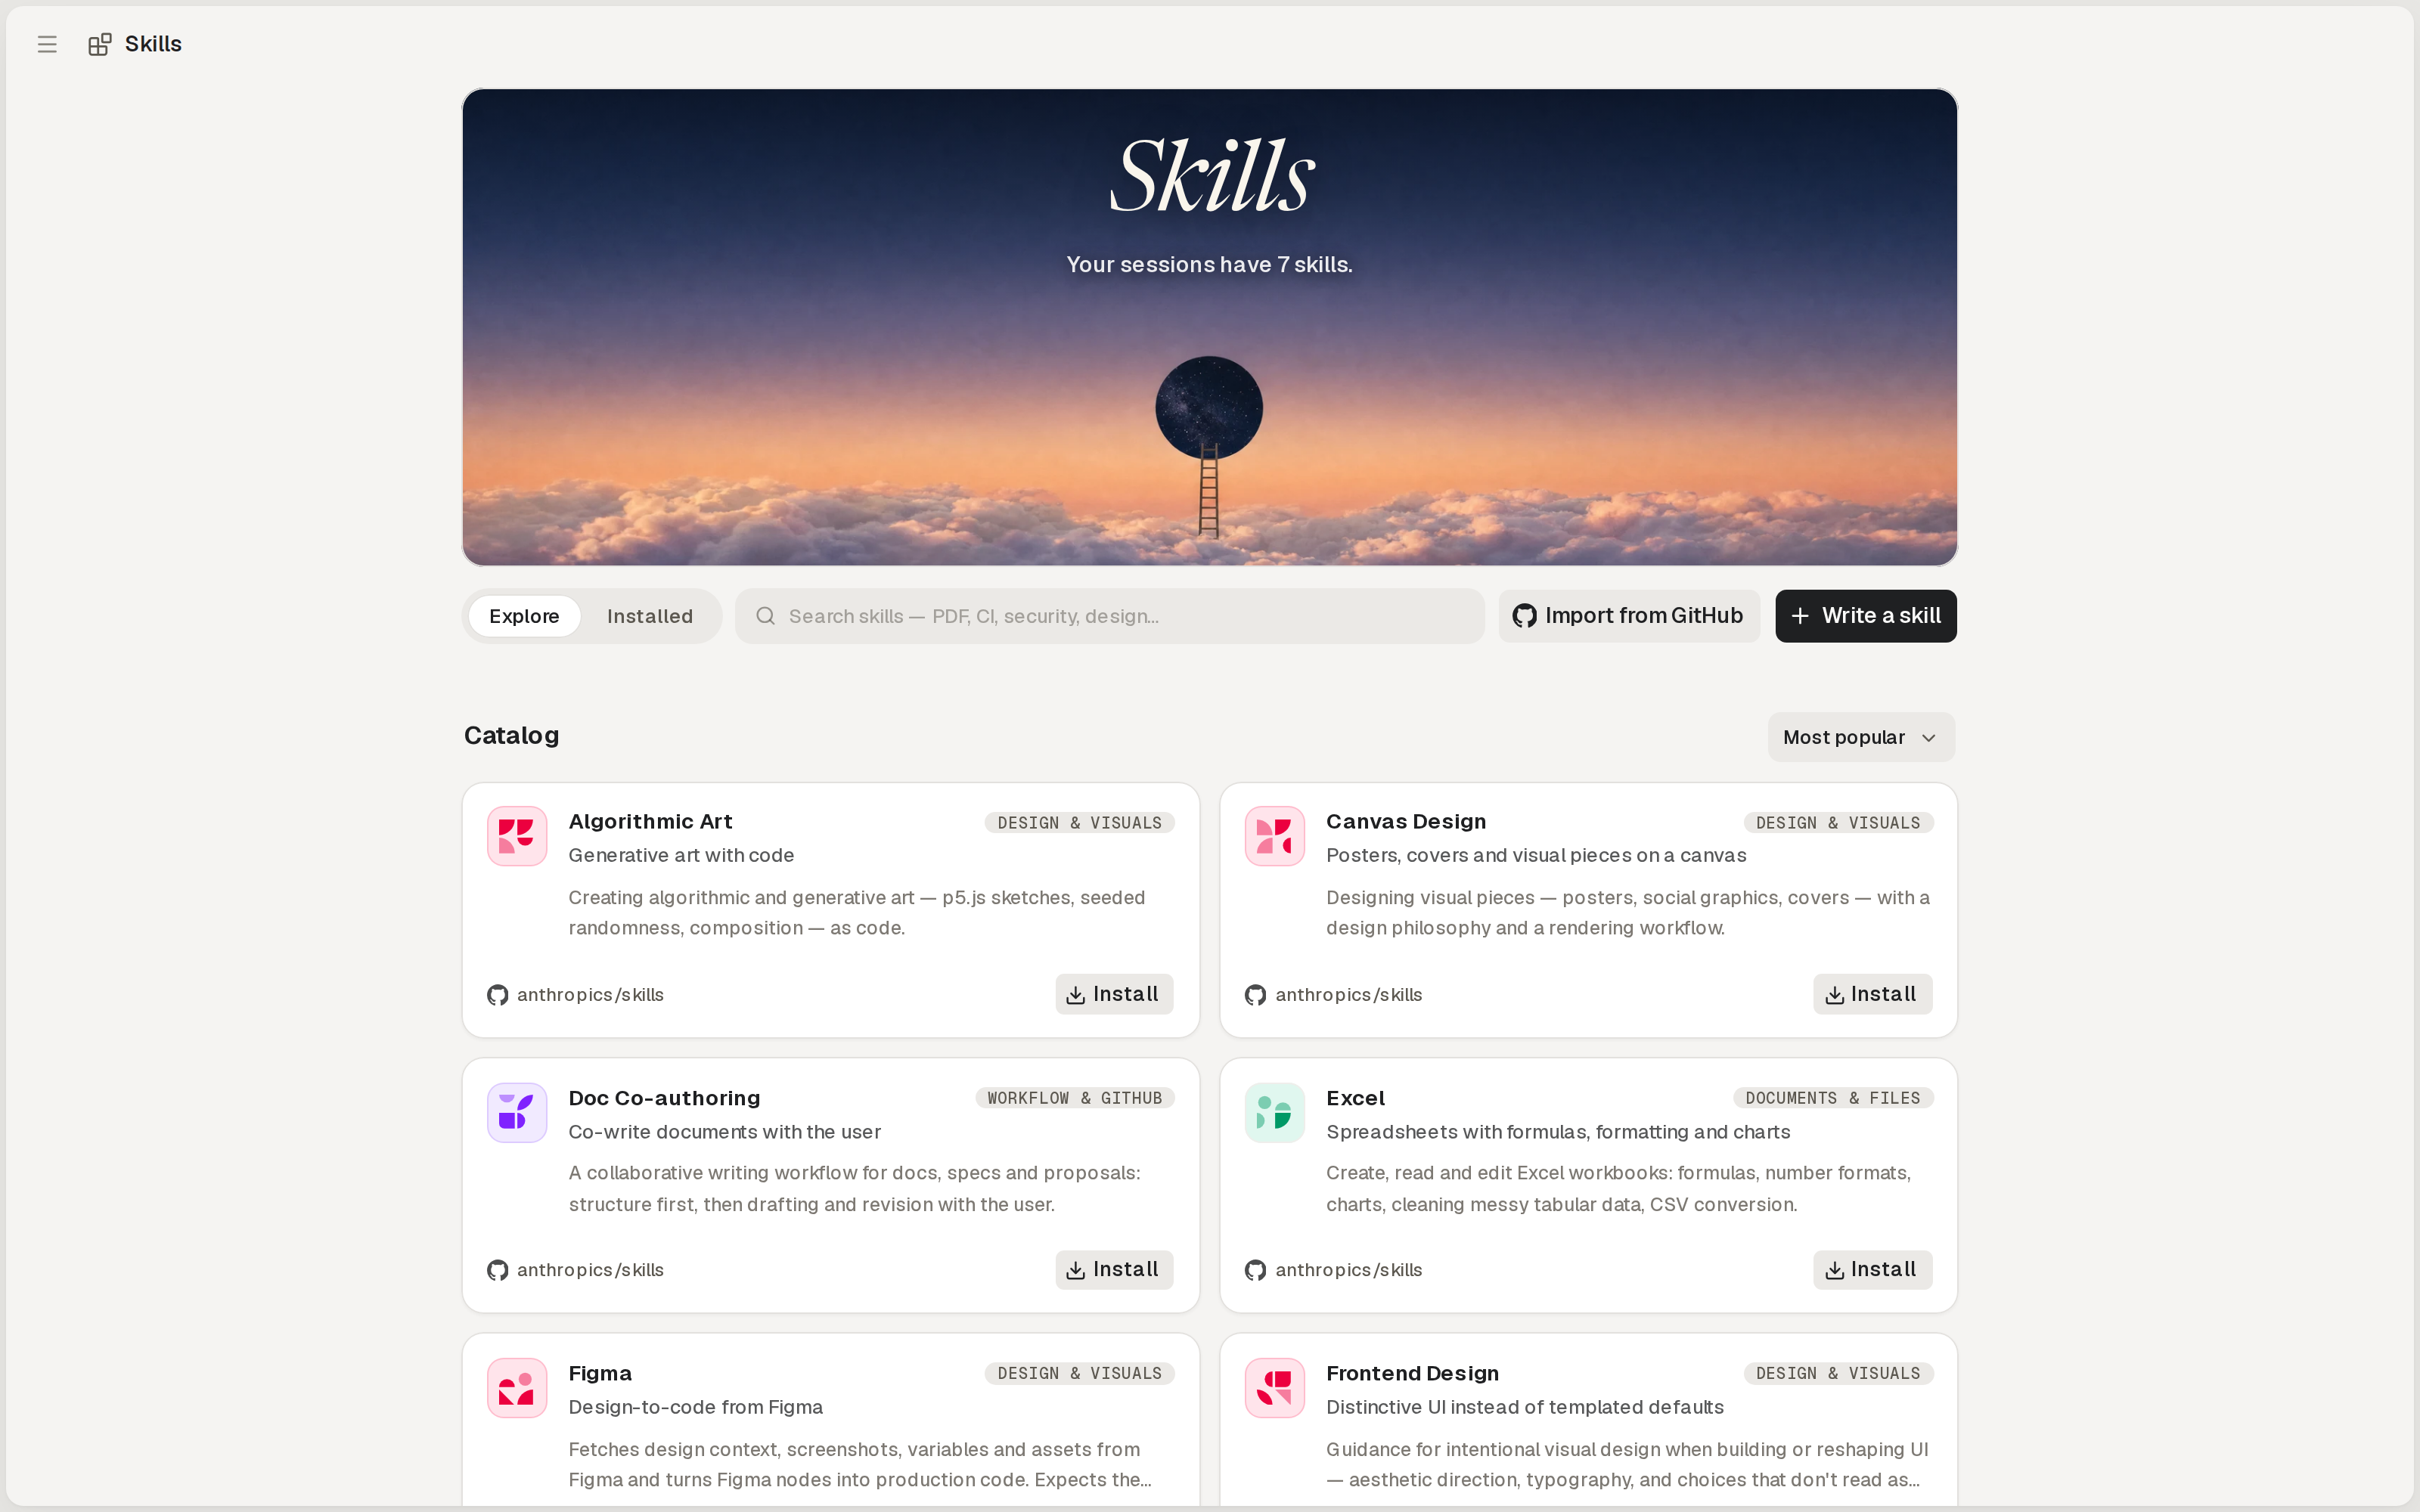 Skills
Skills
Your sessions have 7 skills.
Explore
Installed
Search skills — PDF, CI, security, design...
Import from GitHub
Write a skill
Catalog
Most popular
Algorithmic Art
DESIGN & VISUALS
Generative art with code
Creating algorithmic and generative art — p5.js sketches, seeded
randomness, composition — as code.
anthropics/skills
Install
Canvas Design
DESIGN & VISUALS
Posters, covers and visual pieces on a canvas
Designing visual pieces — posters, social graphics, covers — with a
design philosophy and a rendering workflow.
anthropics/skills
Install
Doc Co-authoring
WORKFLOW & GITHUB
Co-write documents with the user
A collaborative writing workflow for docs, specs and proposals:
structure first, then drafting and revision with the user.
anthropics/skills
Install
Excel
DOCUMENTS & FILES
Spreadsheets with formulas, formatting and charts
Create, read and edit Excel workbooks: formulas, number formats,
charts, cleaning messy tabular data, CSV conversion.
anthropics/skills
Install
Figma
DESIGN & VISUALS
Design-to-code from Figma
Fetches design context, screenshots, variables and assets from
Figma and turns Figma nodes into production code. Expects the...
Frontend Design
DESIGN & VISUALS
Distinctive UI instead of templated defaults
Guidance for intentional visual design when building or reshaping UI
— aesthetic direction, typography, and choices that don't read as...